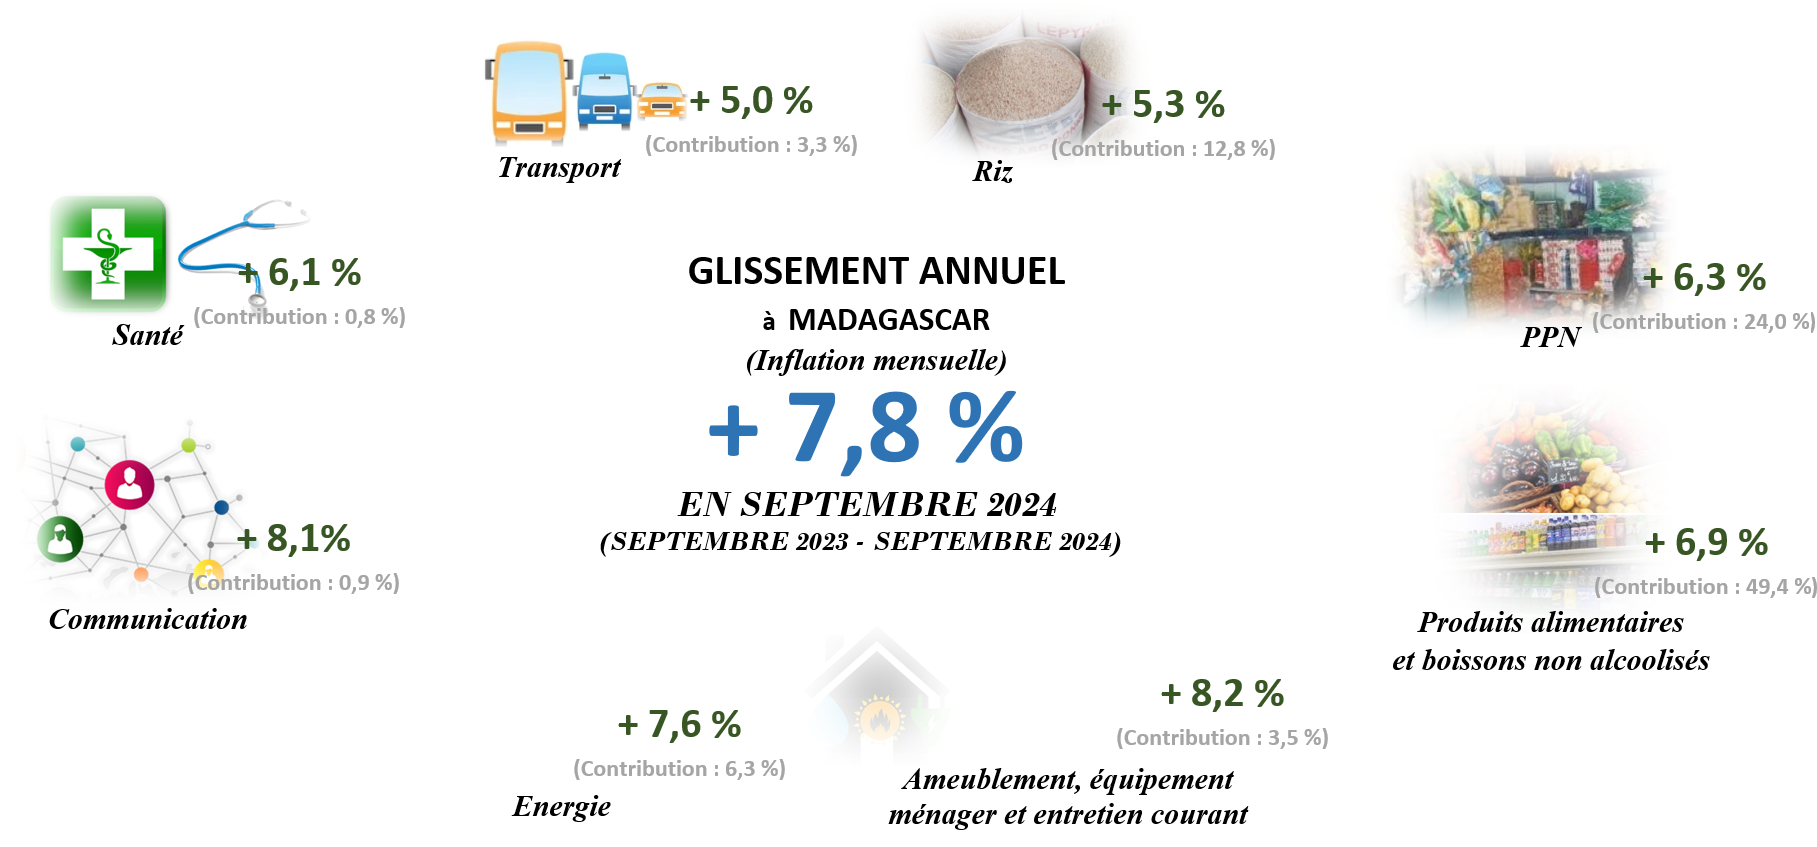 + 5,0 %
(Contribution : 3,3 %)
Transport
+ 5,3 %
(Contribution : 12,8 %)
Riz
+ 6,1 %
(Contribution : 0,8 %)
Santé
GLISSEMENT ANNUEL
à MADAGASCAR
(Inflation mensuelle)
+ 7,8 %
EN SEPTEMBRE 2024
(SEPTEMBRE 2023 - SEPTEMBRE 2024)
+ 6,3 %
(Contribution : 24,0 %)
PPN
+ 8,1%
(Contribution : 0,9 %)
Communication
+ 6,9 %
(Contribution : 49,4 %)
Produits alimentaires
et boissons non alcoolisés
+ 7,6 %
(Contribution : 6,3 %)
Energie
+ 8,2 %
(Contribution : 3,5 %)
Ameublement, équipement
ménager et entretien courant